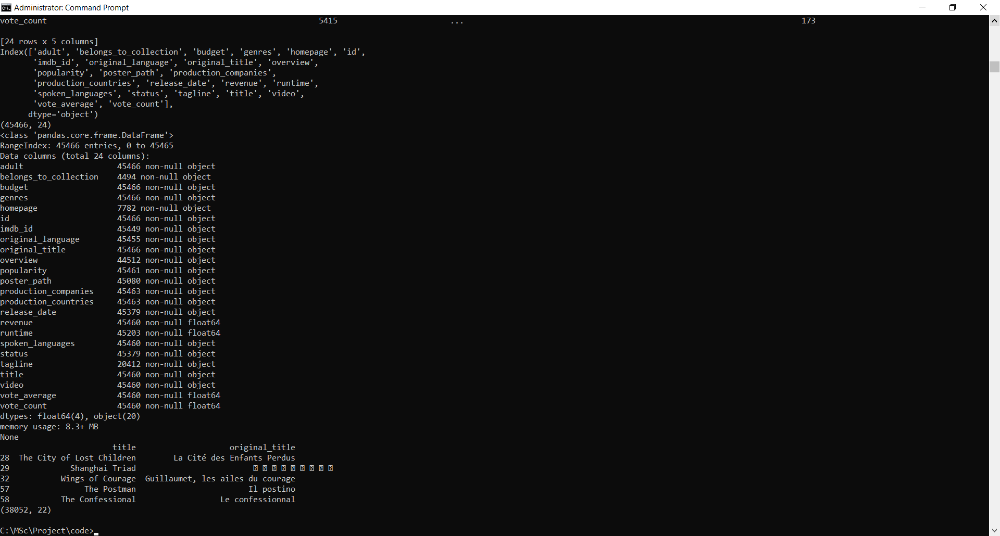 Administrator: Command Prompt
vote_count 5415 ... 173
[24 rows x 5 columns]
Index(['adult', 'belongs_to_collection', 'budget', 'genres', 'homepage', 'id',
'imdb_id', 'original_language', 'original_title', 'overview',
'popularity', 'poster_path', 'production_companies',
'production_countries', 'release_date', 'revenue', 'runtime',
'spoken_languages', 'status', 'tagline', 'title', 'video',
'vote_average', 'vote_count'],
dtype='object')
(45466, 24)
<class 'pandas.core.frame.DataFrame'>
RangeIndex: 45466 entries, 0 to 45465
Data columns (total 24 columns):
adult 45466 non-null object
belongs_to_collection 4494 non-null object
budget 45466 non-null object
genres 45466 non-null object
homepage 7782 non-null object
id 45466 non-null object
imdb_id 45449 non-null object
original_language 45455 non-null object
original_title 45466 non-null object
overview 44512 non-null object
popularity 45461 non-null object
poster_path 45080 non-null object
production_companies 45463 non-null object
production_countries 45463 non-null object
release_date 45379 non-null object
revenue 45460 non-null float64
runtime 45203 non-null float64
spoken_languages 45460 non-null object
status 45379 non-null object
tagline 20412 non-null object
title 45460 non-null object
video 45460 non-null object
vote_average 45460 non-null float64
vote_count 45460 non-null float64
dtypes: float64(4), object(20)
memory usage: 8.3+ MB
None
title original_title
28 The City of Lost Children La Cité des Enfants Perdus
29 Shanghai Triad
32 Wings of Courage Guillaumet, les ailes du courage
57 The Postman Il postino
58 The Confessional Le confessionnal
(38052, 22)
C:\MSc\Project\code>